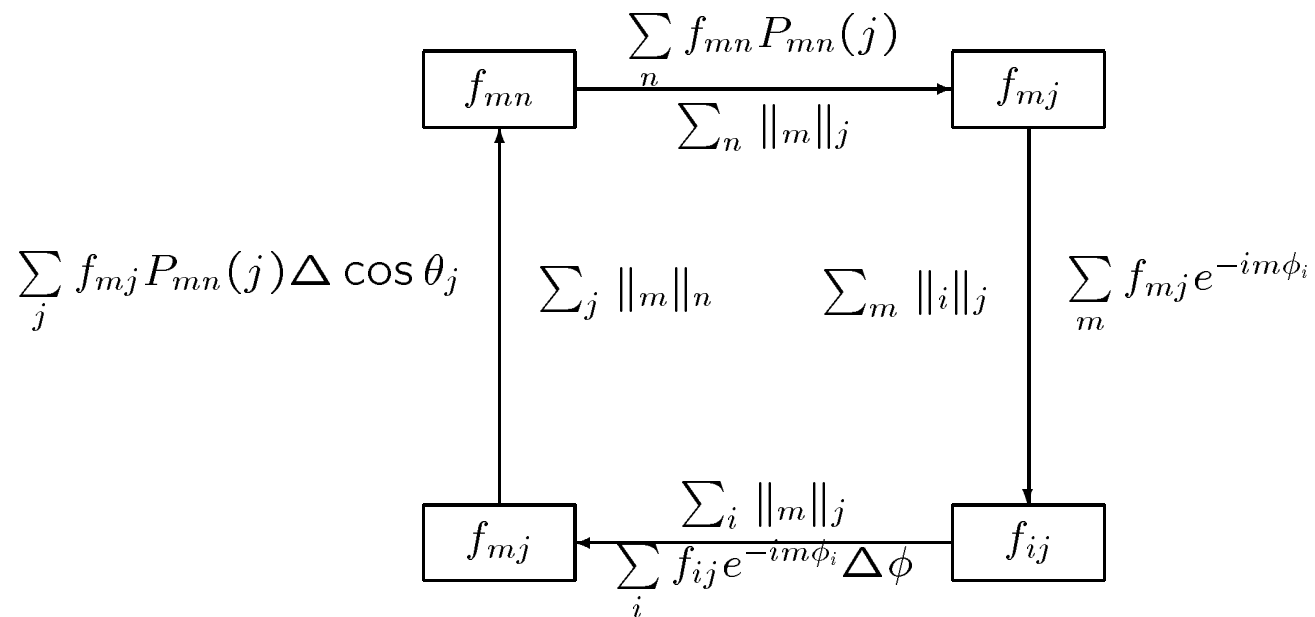 ∑_n f_{mn} P_{mn}(j)
f_{mn}
f_{mj}
∑_n ‖_m‖_j
∑_j f_{mj} P_{mn}(j) Δ cos θ_j
∑_j ‖_m‖_n
∑_m ‖_i‖_j
∑_m f_{mj} e^{-imφ_i}
∑_i ‖_m‖_j
f_{mj}
f_{ij}
∑_i f_{ij} e^{-imφ_i} Δφ